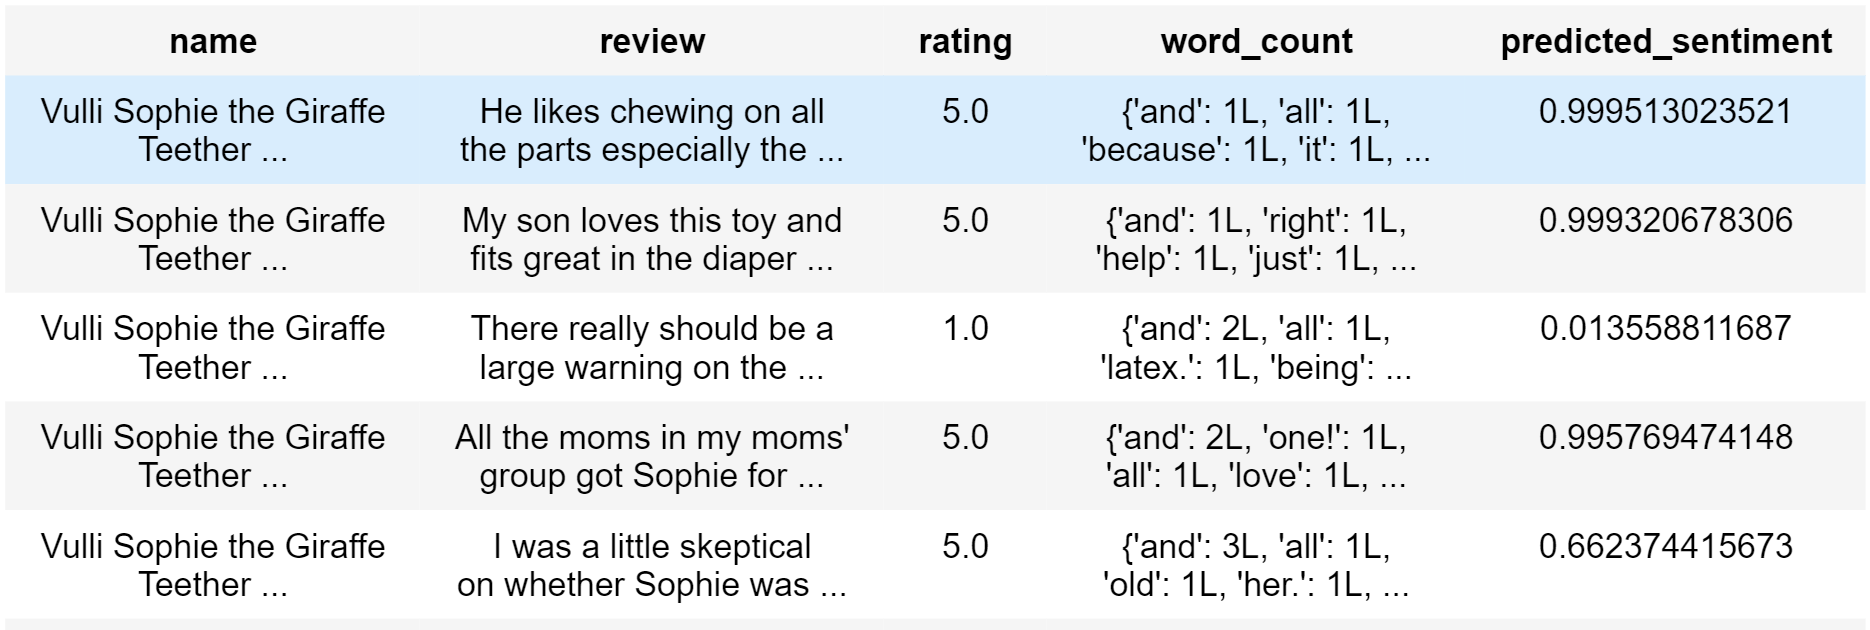 name review rating word_count predicted_sentiment
Vulli Sophie the Giraffe He likes chewing on all 5.0 {'and': 1L, 'all': 1L, 0.999513023521
Teether ... the parts especially the ... 'because': 1L, 'it': 1L, ...
Vulli Sophie the Giraffe My son loves this toy and 5.0 {'and': 1L, 'right': 1L, 0.999320678306
Teether ... fits great in the diaper ... 'help': 1L, 'just': 1L, ...
Vulli Sophie the Giraffe There really should be a 1.0 {'and': 2L, 'all': 1L, 0.013558811687
Teether ... large warning on the ... 'latex.': 1L, 'being': ...
Vulli Sophie the Giraffe All the moms in my moms' 5.0 {'and': 2L, 'one!': 1L, 0.995769474148
Teether ... group got Sophie for ... 'all': 1L, 'love': 1L, ...
Vulli Sophie the Giraffe I was a little skeptical 5.0 {'and': 3L, 'all': 1L, 0.662374415673
Teether ... on whether Sophie was ... 'old': 1L, 'her.': 1L, ...